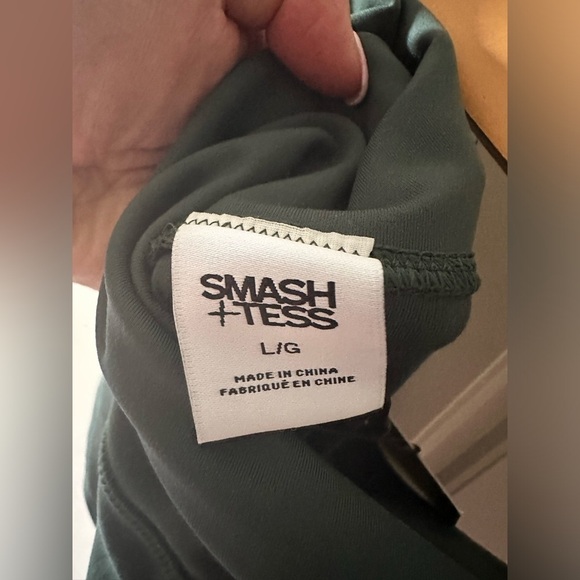 SMASH
+TESS
L/G
MADE IN CHINA
FABRIQUÉ EN CHINE